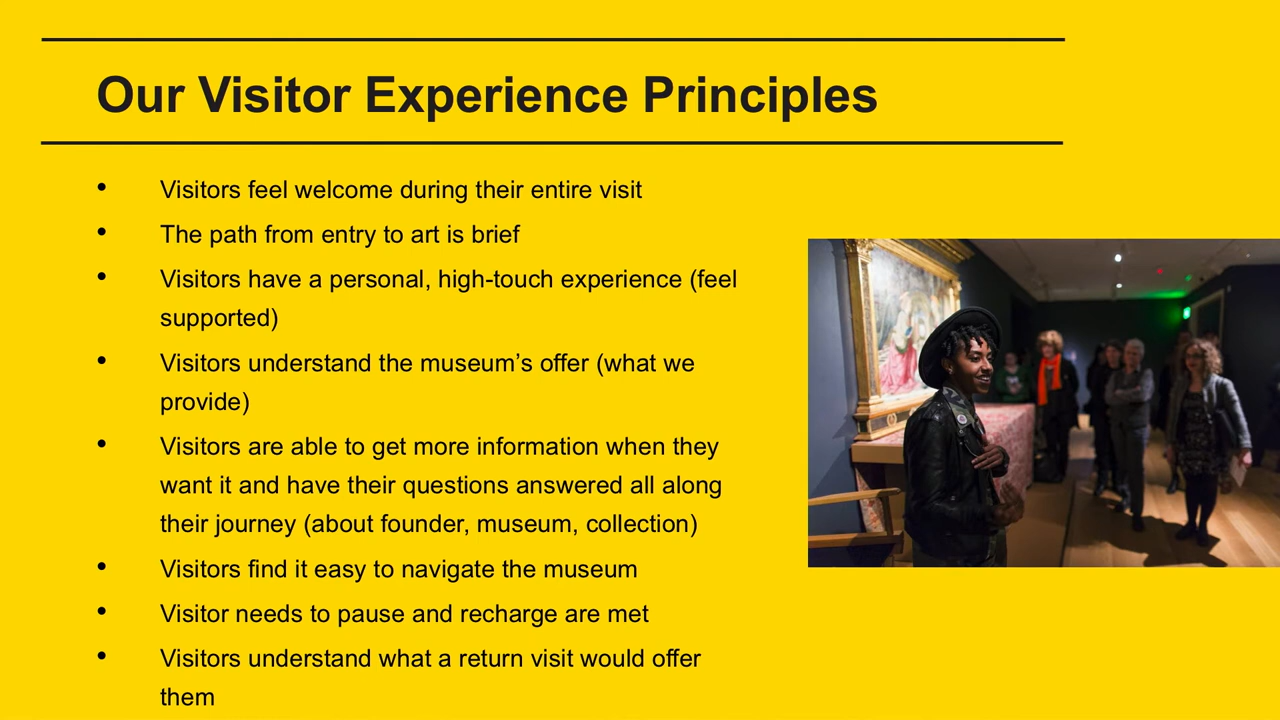 Our Visitor Experience Principles
• Visitors feel welcome during their entire visit
• The path from entry to art is brief
• Visitors have a personal, high-touch experience (feel
supported)
• Visitors understand the museum’s offer (what we
provide)
• Visitors are able to get more information when they
want it and have their questions answered all along
their journey (about founder, museum, collection)
• Visitors find it easy to navigate the museum
• Visitor needs to pause and recharge are met
• Visitors understand what a return visit would offer
them